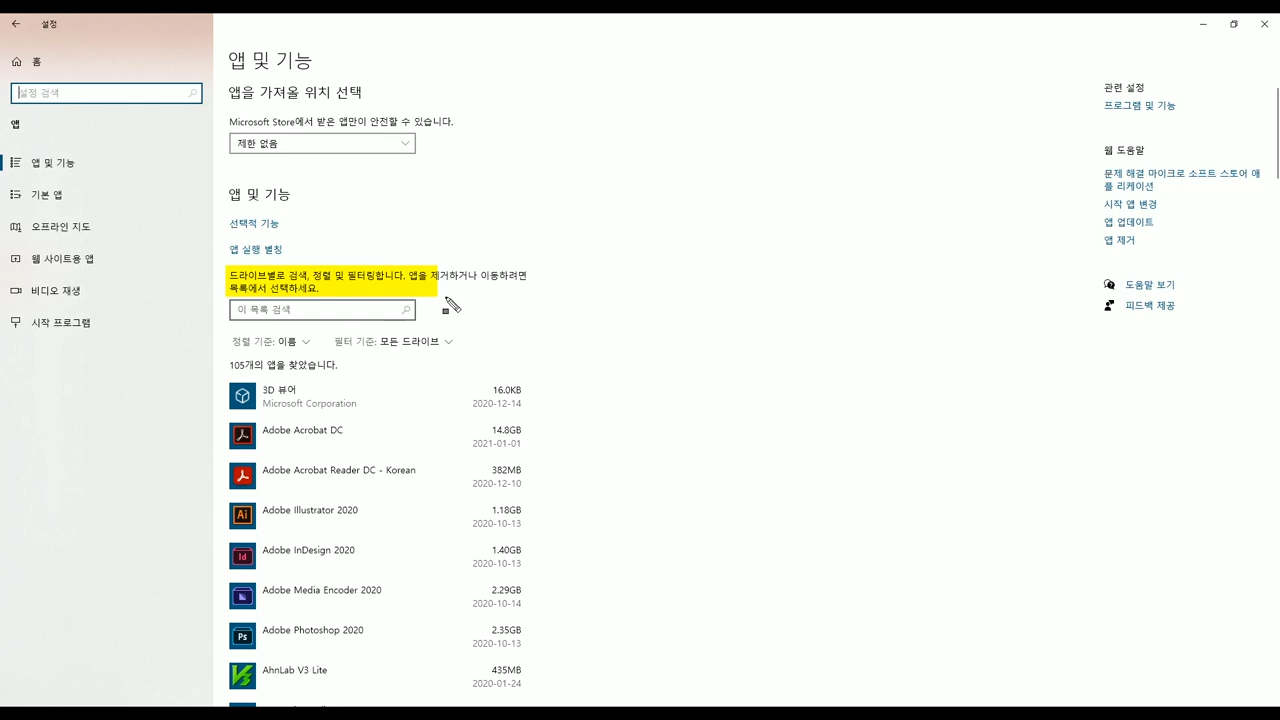 설정
홈
설정 검색
앱
앱 및 기능
기본 앱
오프라인 지도
웹 사이트용 앱
비디오 재생
시작 프로그램
앱 및 기능
앱을 가져올 위치 선택
Microsoft Store에서 받은 앱만이 안전할 수 있습니다.
제한 없음
앱 및 기능
선택적 기능
앱 실행 별칭
드라이브별로 검색, 정렬 및 필터링합니다. 앱을 제거하거나 이동하려면
목록에서 선택하세요.
이 목록 검색
정렬 기준: 이름 필터 기준: 모든 드라이브
105개의 앱을 찾았습니다.
3D 뷰어 16.0KB
Microsoft Corporation 2020-12-14
Adobe Acrobat DC 14.8GB
2021-01-01
Adobe Acrobat Reader DC - Korean 382MB
2020-12-10
Adobe Illustrator 2020 1.18GB
2020-10-13
Adobe InDesign 2020 1.40GB
2020-10-13
Adobe Media Encoder 2020 2.29GB
2020-10-14
Adobe Photoshop 2020 2.35GB
2020-10-13
AhnLab V3 Lite 435MB
2020-01-24
관련 설정
프로그램 및 기능
웹 도움말
문제 해결 마이크로 소프트 스토어 애
플 리케이션
시작 앱 변경
앱 업데이트
앱 제거
도움말 보기
피드백 제공